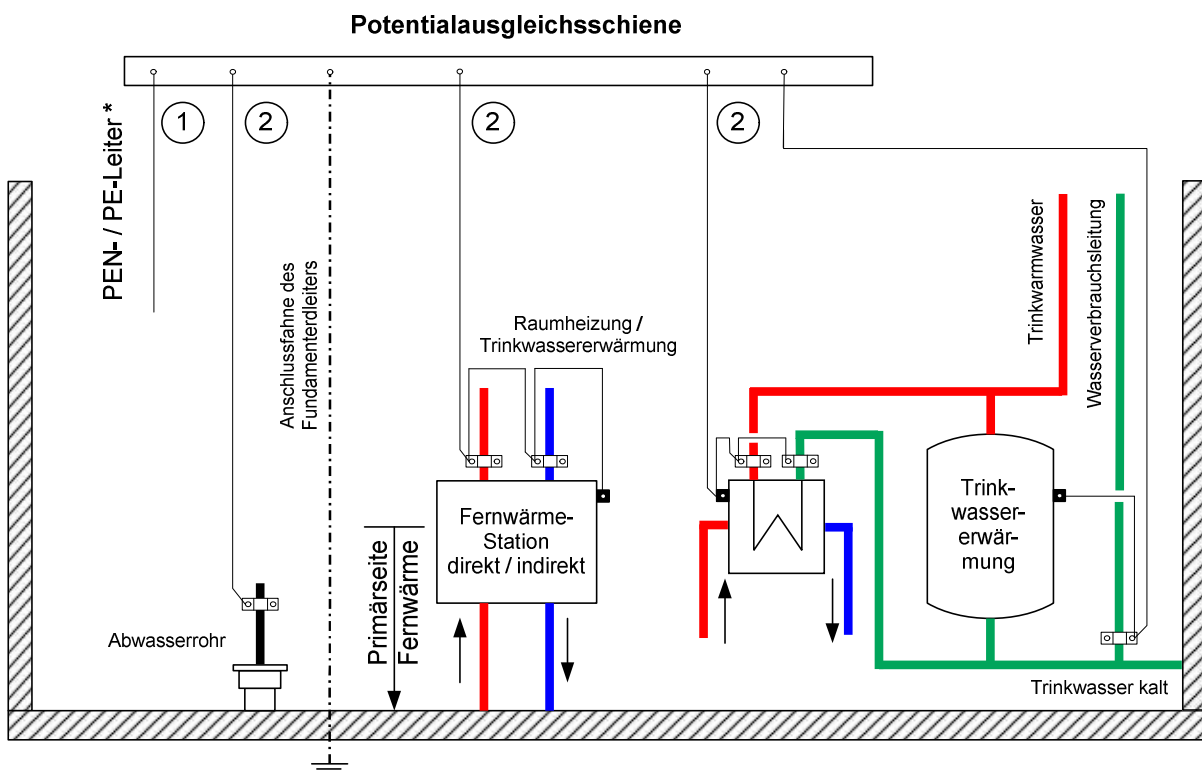 Potentialausgleichsschiene
PEN- / PE-Leiter *
1
2
2
2
Anschlussfahne des
Fundamenterdleiters
Raumheizung /
Trinkwassererwärmung
Trinkwarmwasser
Wasserverbrauchsleitung
Fernwärme-
Station
direkt / indirekt
Trink-
wasser-
erwär-
mung
Primärseite
Fernwärme
Abwasserrohr
Trinkwasser kalt